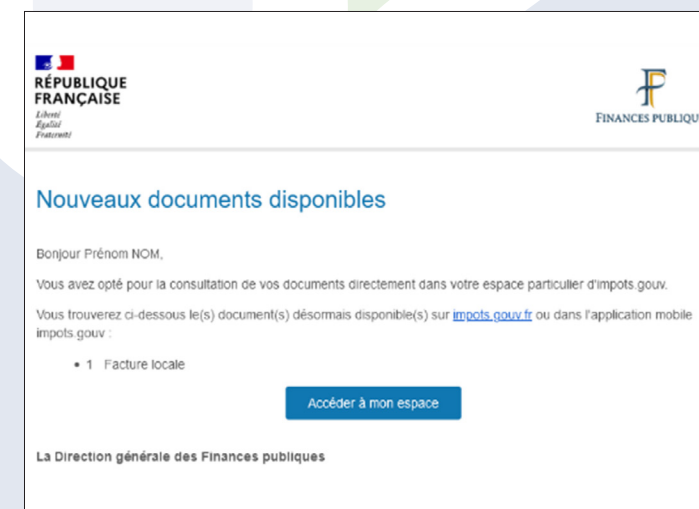 RÉPUBLIQUE
FRANÇAISE
Liberté
Égalité
Fraternité
FINANCES PUBLIQU
Nouveaux documents disponibles
Bonjour Prénom NOM,
Vous avez opté pour la consultation de vos documents directement dans votre espace particulier d'impots.gouv.
Vous trouverez ci-dessous le(s) document(s) désormais disponible(s) sur impots.gouv.fr ou dans l'application mobile
impots.gouv :
• 1 Facture locale
Accéder à mon espace
La Direction générale des Finances publiques